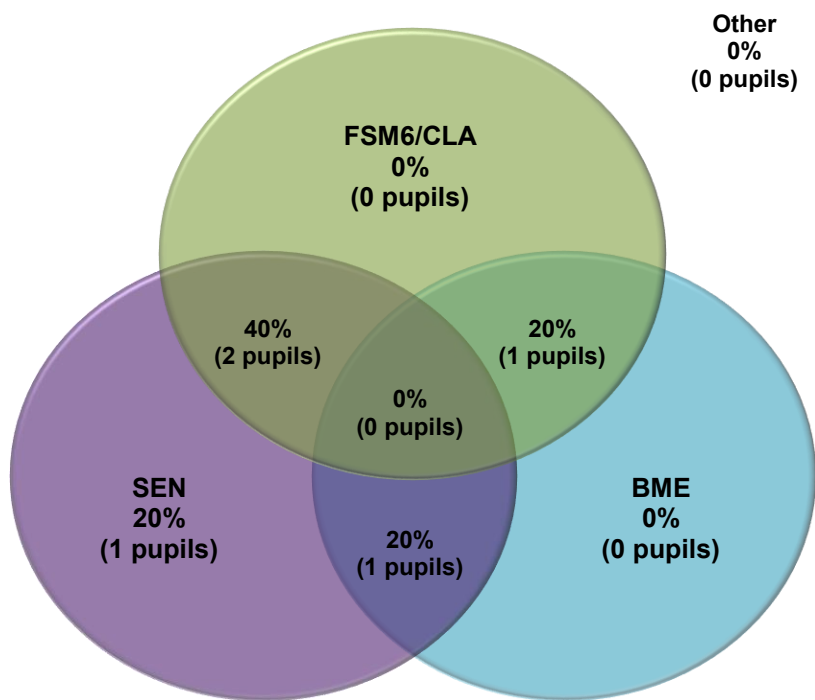 Other
0%
(0 pupils)
FSM6/CLA
0%
(0 pupils)
40%
(2 pupils)
20%
(1 pupils)
0%
(0 pupils)
SEN
20%
(1 pupils)
BME
0%
(0 pupils)
20%
(1 pupils)